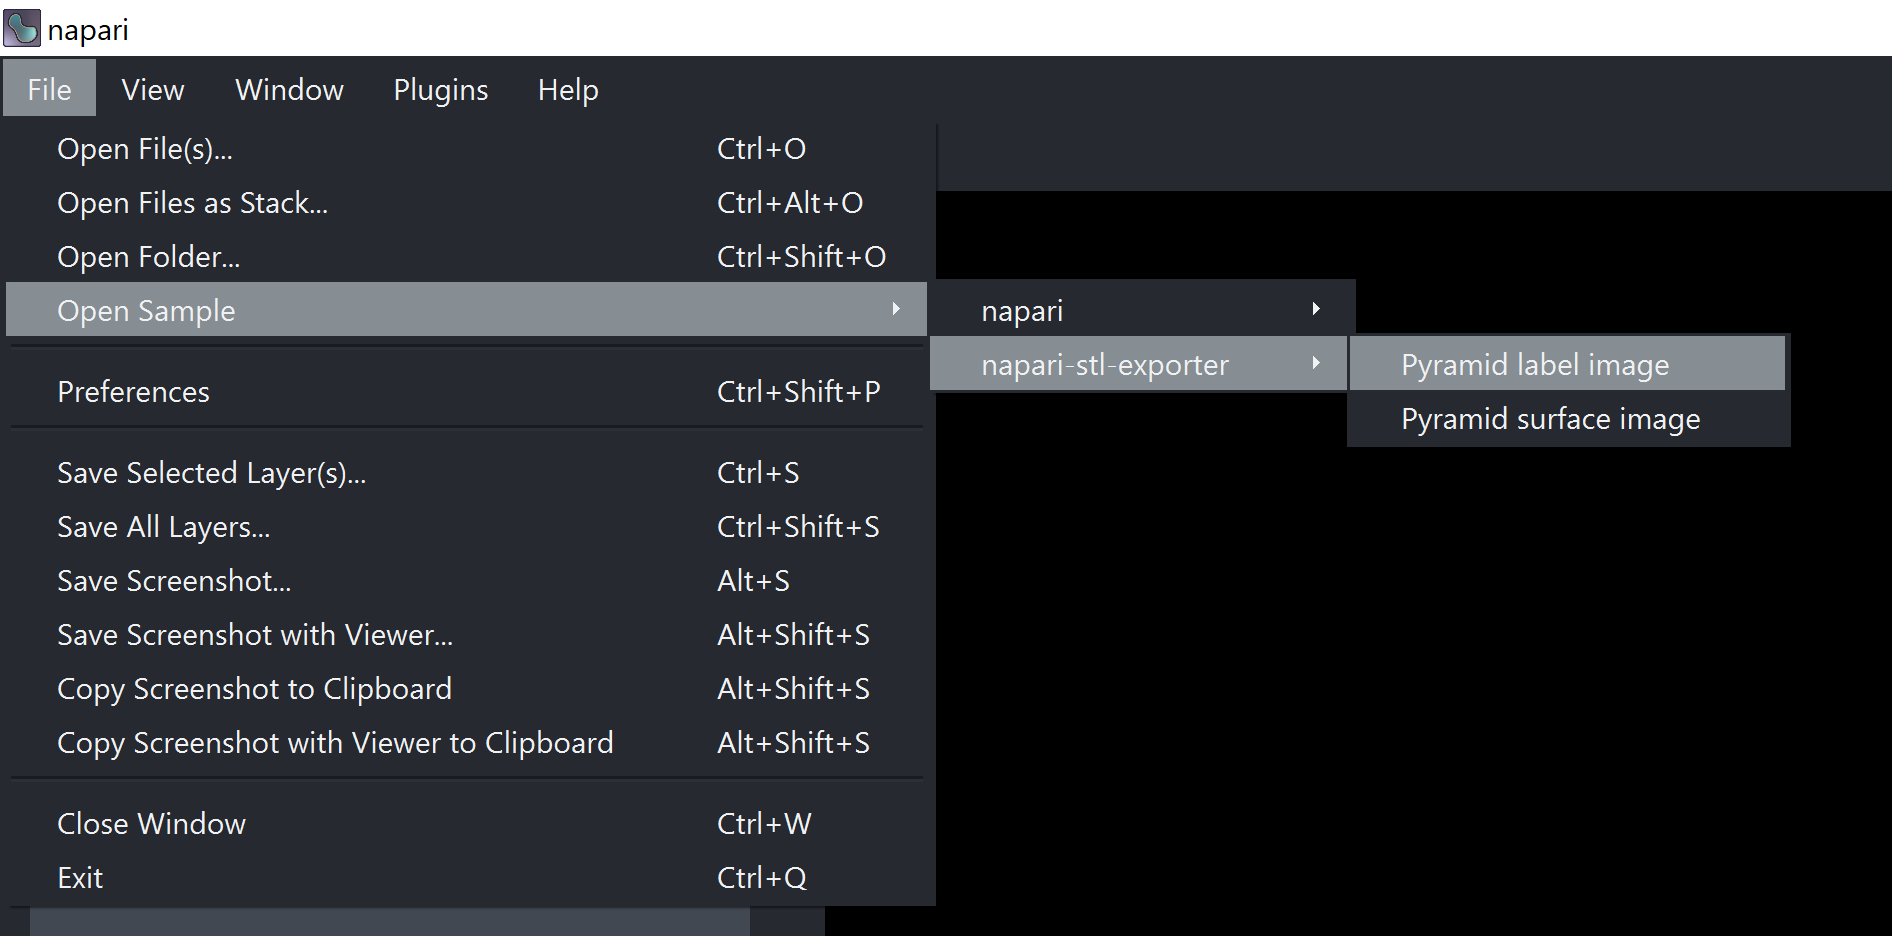 napari
File View Window Plugins Help
Open File(s)... Ctrl+O
Open Files as Stack... Ctrl+Alt+O
Open Folder... Ctrl+Shift+O
Open Sample napari
napari-stl-exporter Pyramid label image
Pyramid surface image
Preferences Ctrl+Shift+P
Save Selected Layer(s)... Ctrl+S
Save All Layers... Ctrl+Shift+S
Save Screenshot... Alt+S
Save Screenshot with Viewer... Alt+Shift+S
Copy Screenshot to Clipboard Alt+Shift+S
Copy Screenshot with Viewer to Clipboard Alt+Shift+S
Close Window Ctrl+W
Exit Ctrl+Q